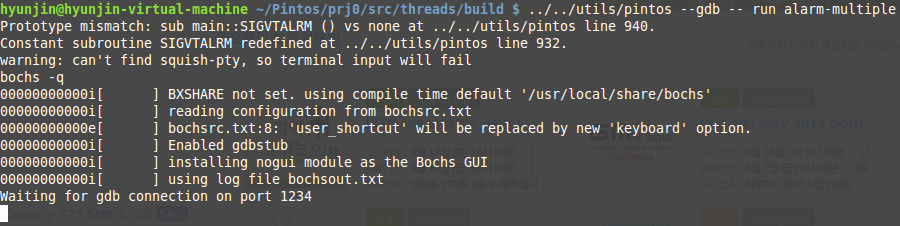 hyunjin@hyunjin-virtual-machine ~/Pintos/prj0/src/threads/build $ ../../utils/pintos --gdb -- run alarm-multiple
Prototype mismatch: sub main::SIGVTALRM () vs none at ../../utils/pintos line 940.
Constant subroutine SIGVTALRM redefined at ../../utils/pintos line 932.
warning: can't find squish-pty, so terminal input will fail
bochs -q
00000000000i[      ] BXSHARE not set. using compile time default '/usr/local/share/bochs'
00000000000i[      ] reading configuration from bochsrc.txt
00000000000e[      ] bochsrc.txt:8: 'user_shortcut' will be replaced by new 'keyboard' option.
00000000000i[      ] Enabled gdbstub
00000000000i[      ] installing nogui module as the Bochs GUI
00000000000i[      ] using log file bochsout.txt
Waiting for gdb connection on port 1234